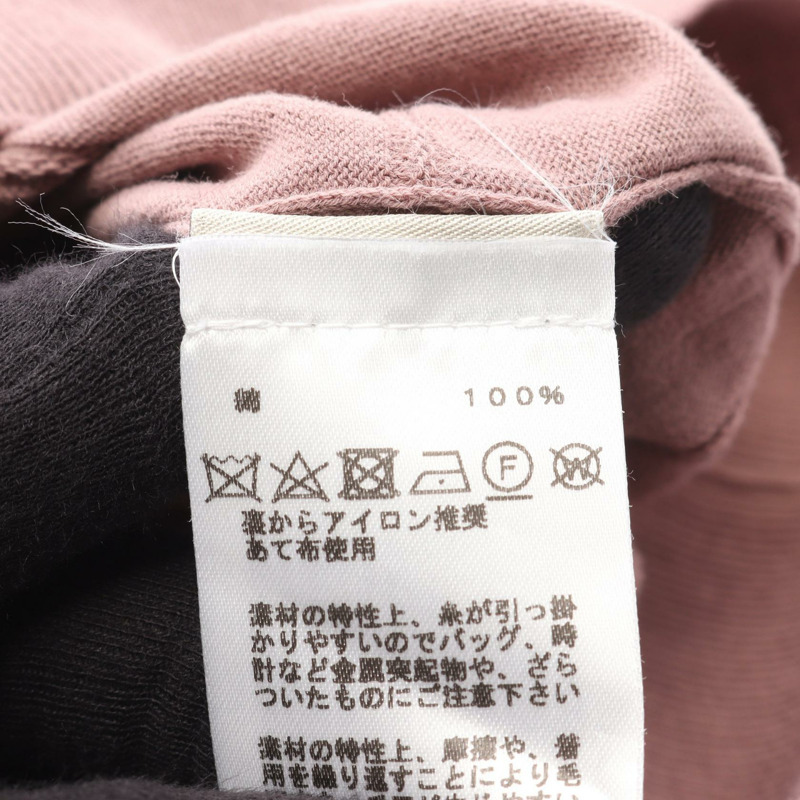 綿 100%
F W
裏からアイロン推奨
あて布使用
素材の特性上、糸が引っ掛
かりやすいのでバッグ、時
計など金属突起物や、ざら
ついたものにご注意下さい
素材の特性上、摩擦や、着
用を繰り返すことにより毛